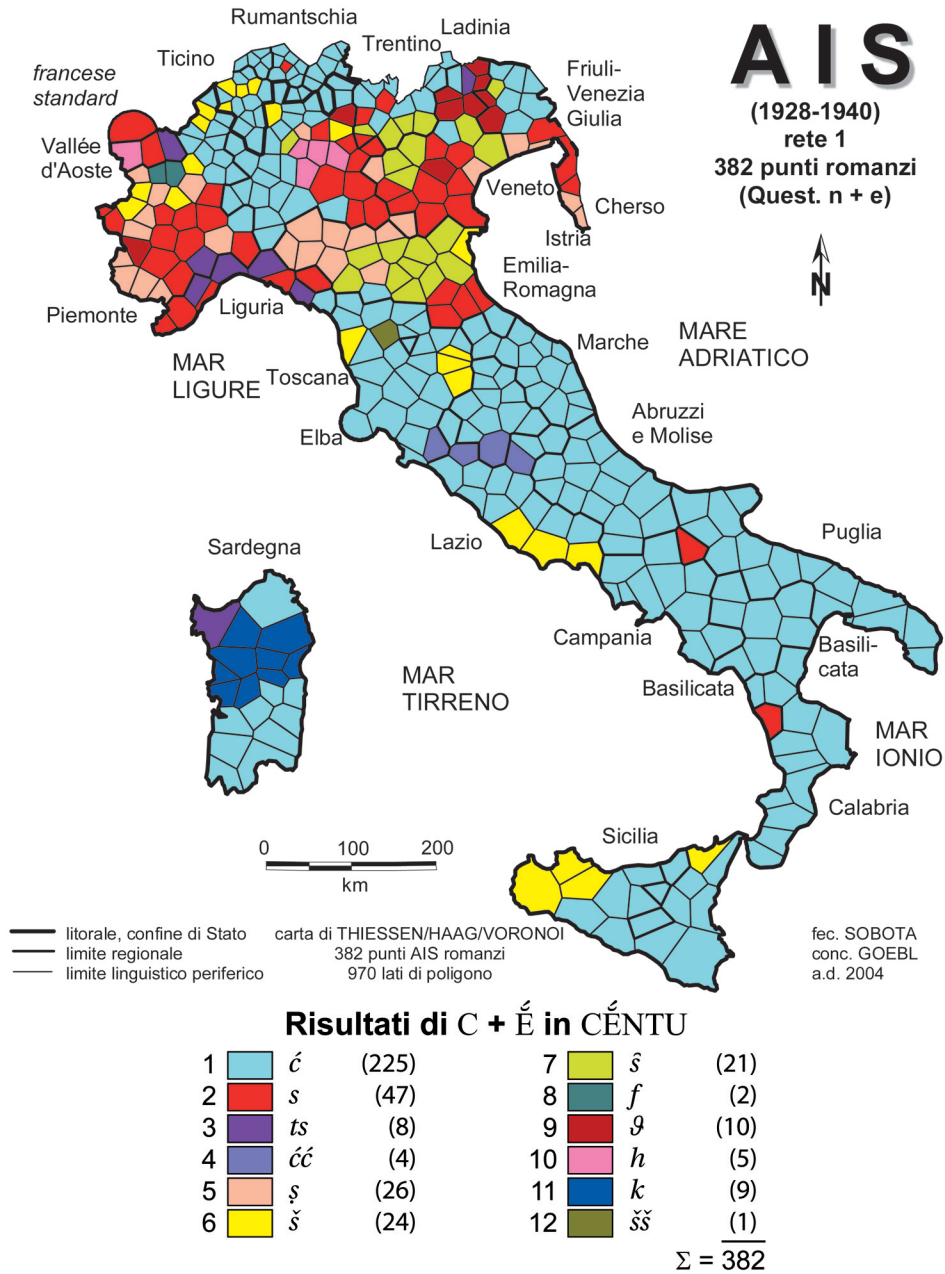 AIS
(1928-1940)
rete 1
382 punti romanzi
(Quest. n + e)
N
Rumantschia
Ladinia
Trentino
Ticino
francese
standard
Friuli-
Venezia
Giulia
Vallée
d'Aoste
Veneto
Cherso
Istria
Emilia-
Romagna
Piemonte
Liguria
MAR
LIGURE
Toscana
Marche
MARE
ADRIATICO
Elba
Abruzzi
e Molise
Lazio
Puglia
Sardegna
Campania
Basili-
cata
Basilicata
MAR
TIRRENO
MAR
IONIO
Calabria
Sicilia
0 100 200
km
litorale, confine di Stato
limite regionale
limite linguistico periferico
carta di THIESSEN/HAAG/VORONOI
382 punti AIS romanzi
970 lati di poligono
fec. SOBOTA
conc. GOEBL
a.d. 2004
Risultati di C + Ĕ́ in CĔ́NTU
1 ć (225)
2 s (47)
3 ts (8)
4 ćć (4)
5 ṣ (26)
6 š (24)
7 ŝ (21)
8 f (2)
9 ϑ (10)
10 h (5)
11 k (9)
12 šš (1)
Σ = 382